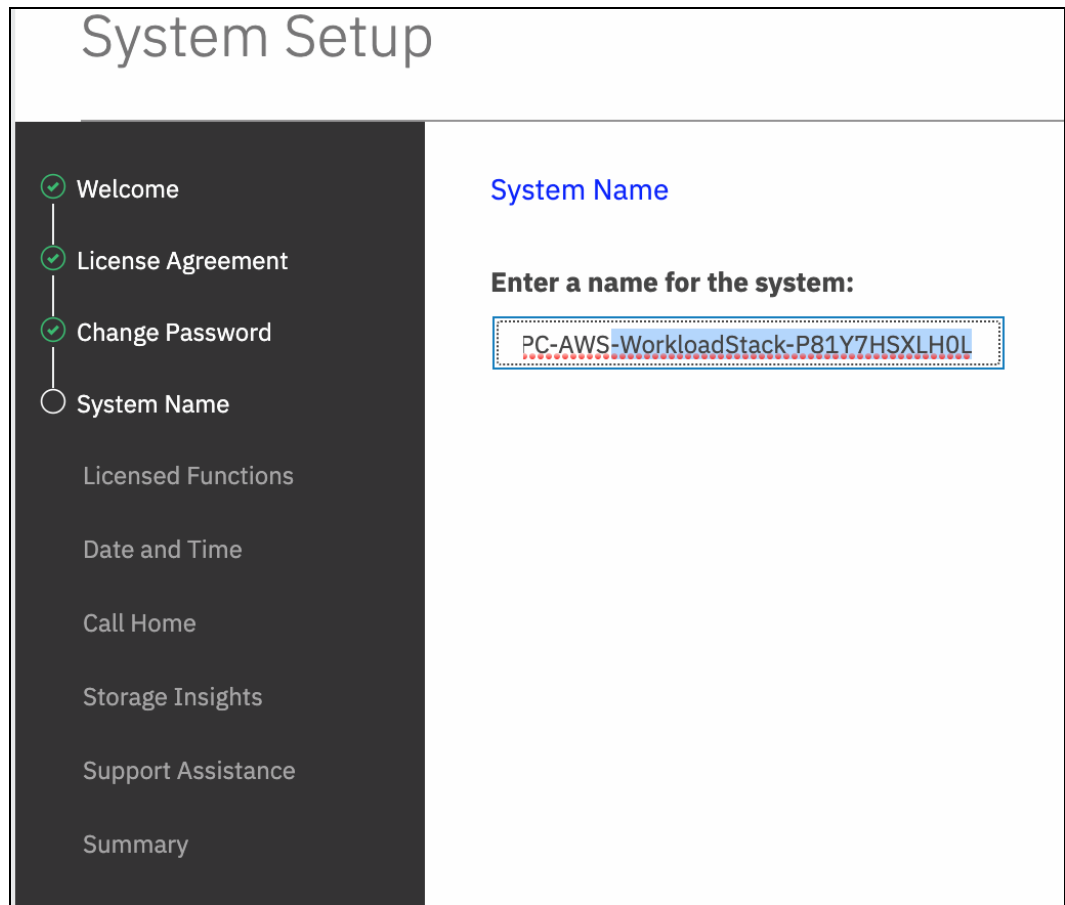 System Setup
Welcome
License Agreement
Change Password
System Name
Licensed Functions
Date and Time
Call Home
Storage Insights
Support Assistance
Summary
System Name
Enter a name for the system:
PC-AWS-WorkloadStack-P81Y7HSXLH0L